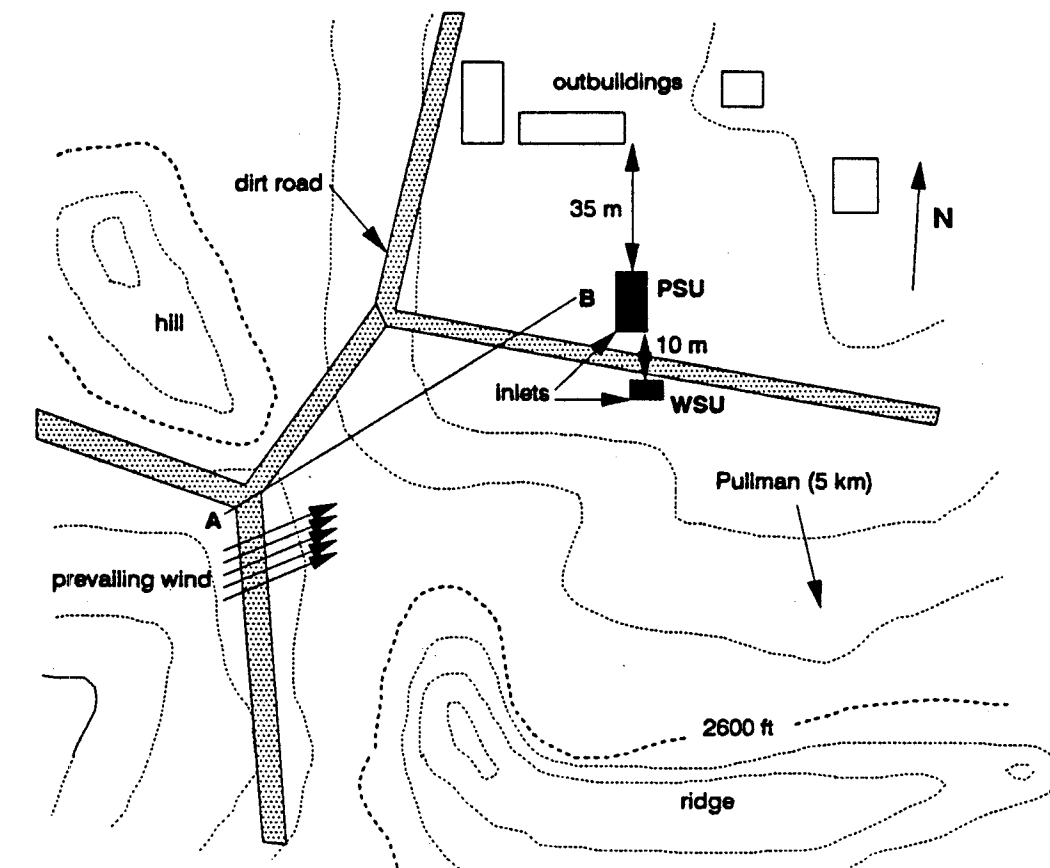 outbuildings
dirt road
35 m
N
B
PSU
hill
10 m
inlets
WSU
Pullman (5 km)
A
prevailing wind
2600 ft
ridge